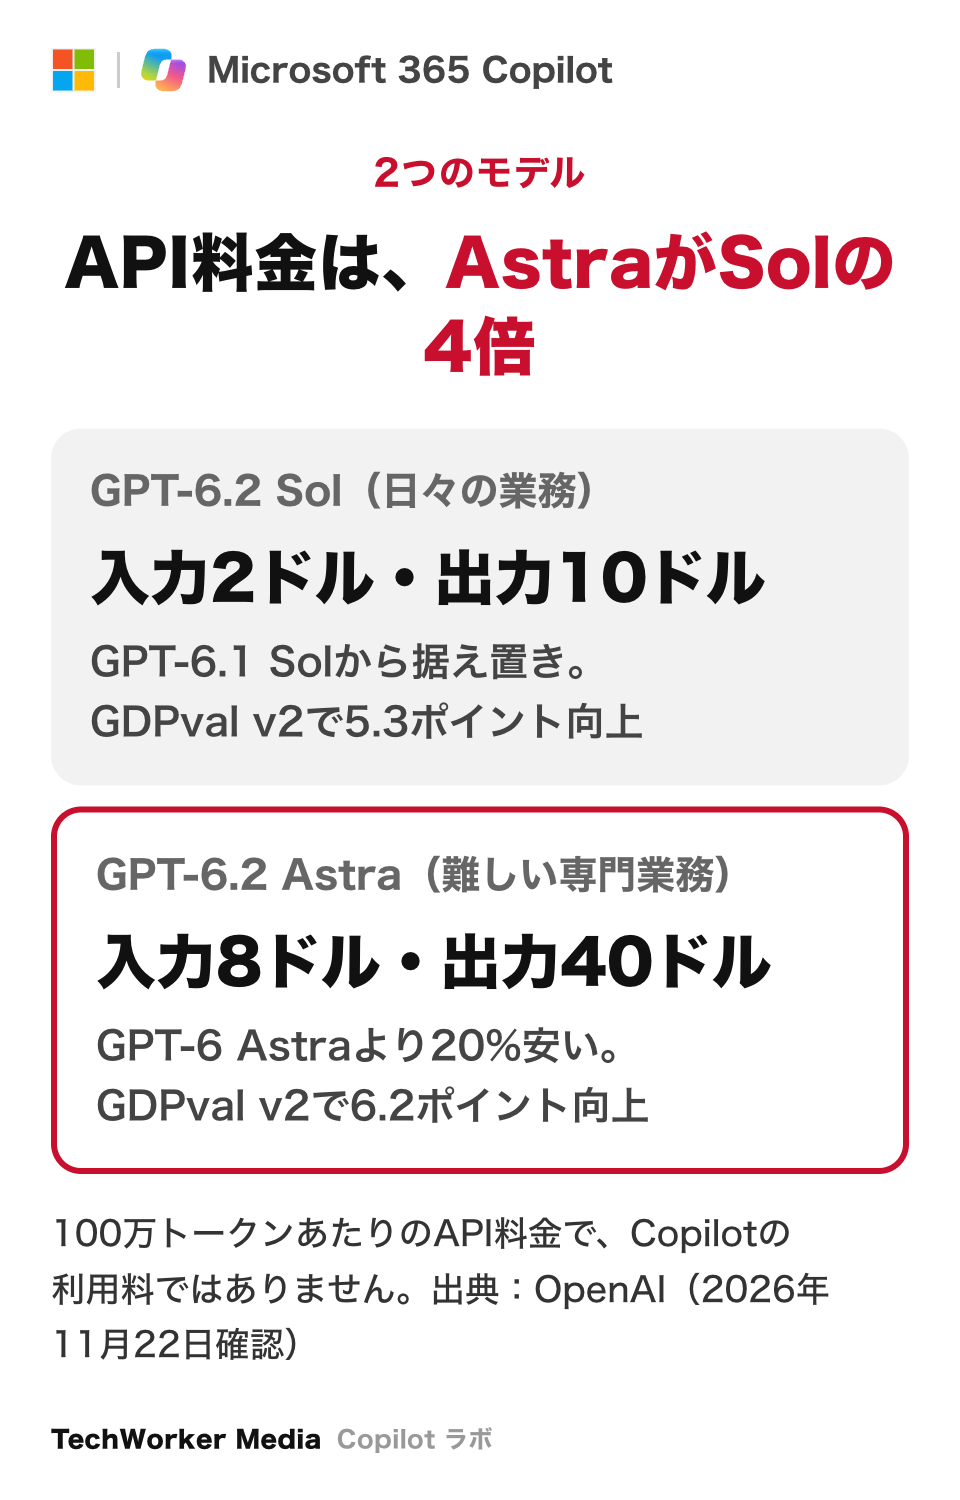 Microsoft 365 Copilot
2つのモデル
API料金は、AstraがSolの
4倍
GPT-6.2 Sol（日々の業務）
入力2ドル・出力10ドル
GPT-6.1 Solから据え置き。
GDPval v2で5.3ポイント向上
GPT-6.2 Astra（難しい専門業務）
入力8ドル・出力40ドル
GPT-6 Astraより20%安い。
GDPval v2で6.2ポイント向上
100万トークンあたりのAPI料金で、Copilotの
利用料ではありません。出典：OpenAI（2026年
11月22日確認）
TechWorker Media Copilot ラボ